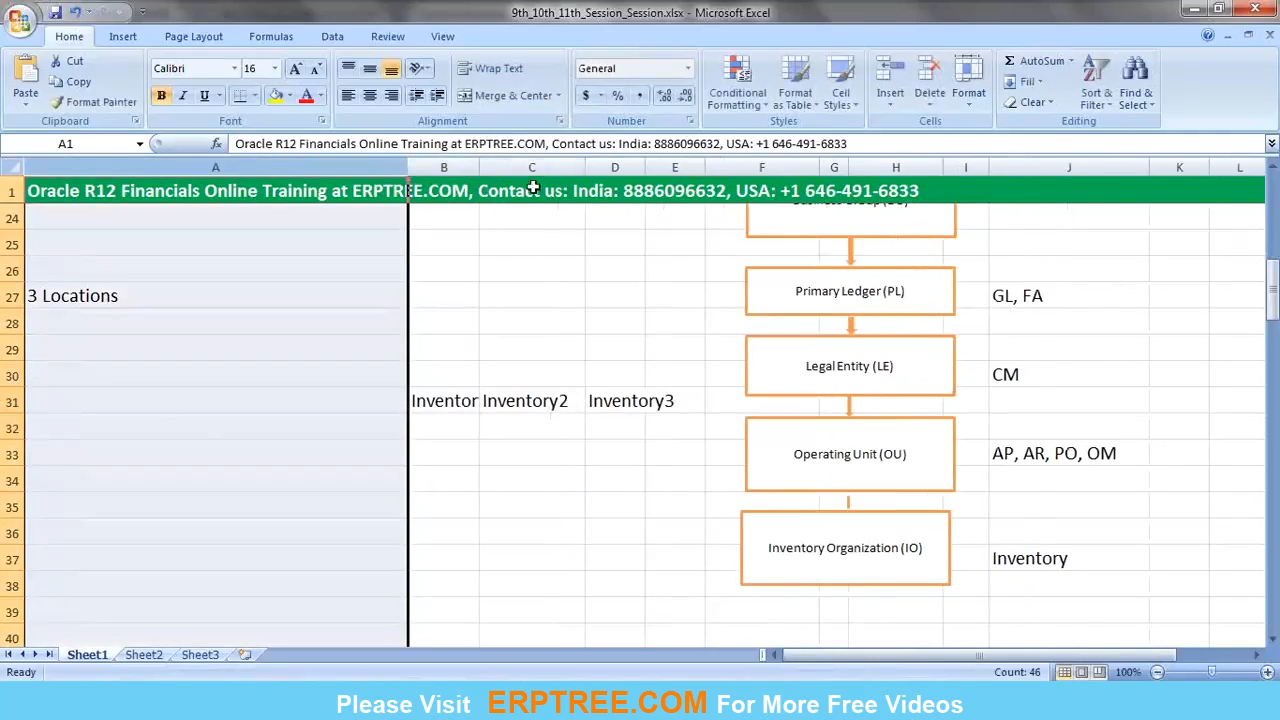 9th_10th_11th_Session_Session.xlsx - Microsoft Excel
Home Insert Page Layout Formulas Data Review View
Paste
Cut
Copy
Format Painter
Clipboard
Calibri 16
B I U
Font
Wrap Text
Merge & Center
Alignment
General
$ % ,
Number
Conditional Formatting
Format as Table
Cell Styles
Styles
Insert Delete Format
Cells
AutoSum
Fill
Clear
Sort & Filter
Find & Select
Editing
A1 fx Oracle R12 Financials Online Training at ERPTREE.COM, Contact us: India: 8886096632, USA: +1 646-491-6833
A B C D E F G H I J K L
1 Oracle R12 Financials Online Training at ERPTREE.COM, Contact us: India: 8886096632, USA: +1 646-491-6833
24
25
26
27 3 Locations Primary Ledger (PL) GL, FA
28
29
30 Legal Entity (LE) CM
31 Inventor Inventory2 Inventory3
32
33 Operating Unit (OU) AP, AR, PO, OM
34
35
36
37 Inventory Organization (IO) Inventory
38
39
40
Sheet1 Sheet2 Sheet3
Ready Count: 46 100%
Please Visit ERPTREE.COM For More Free Videos